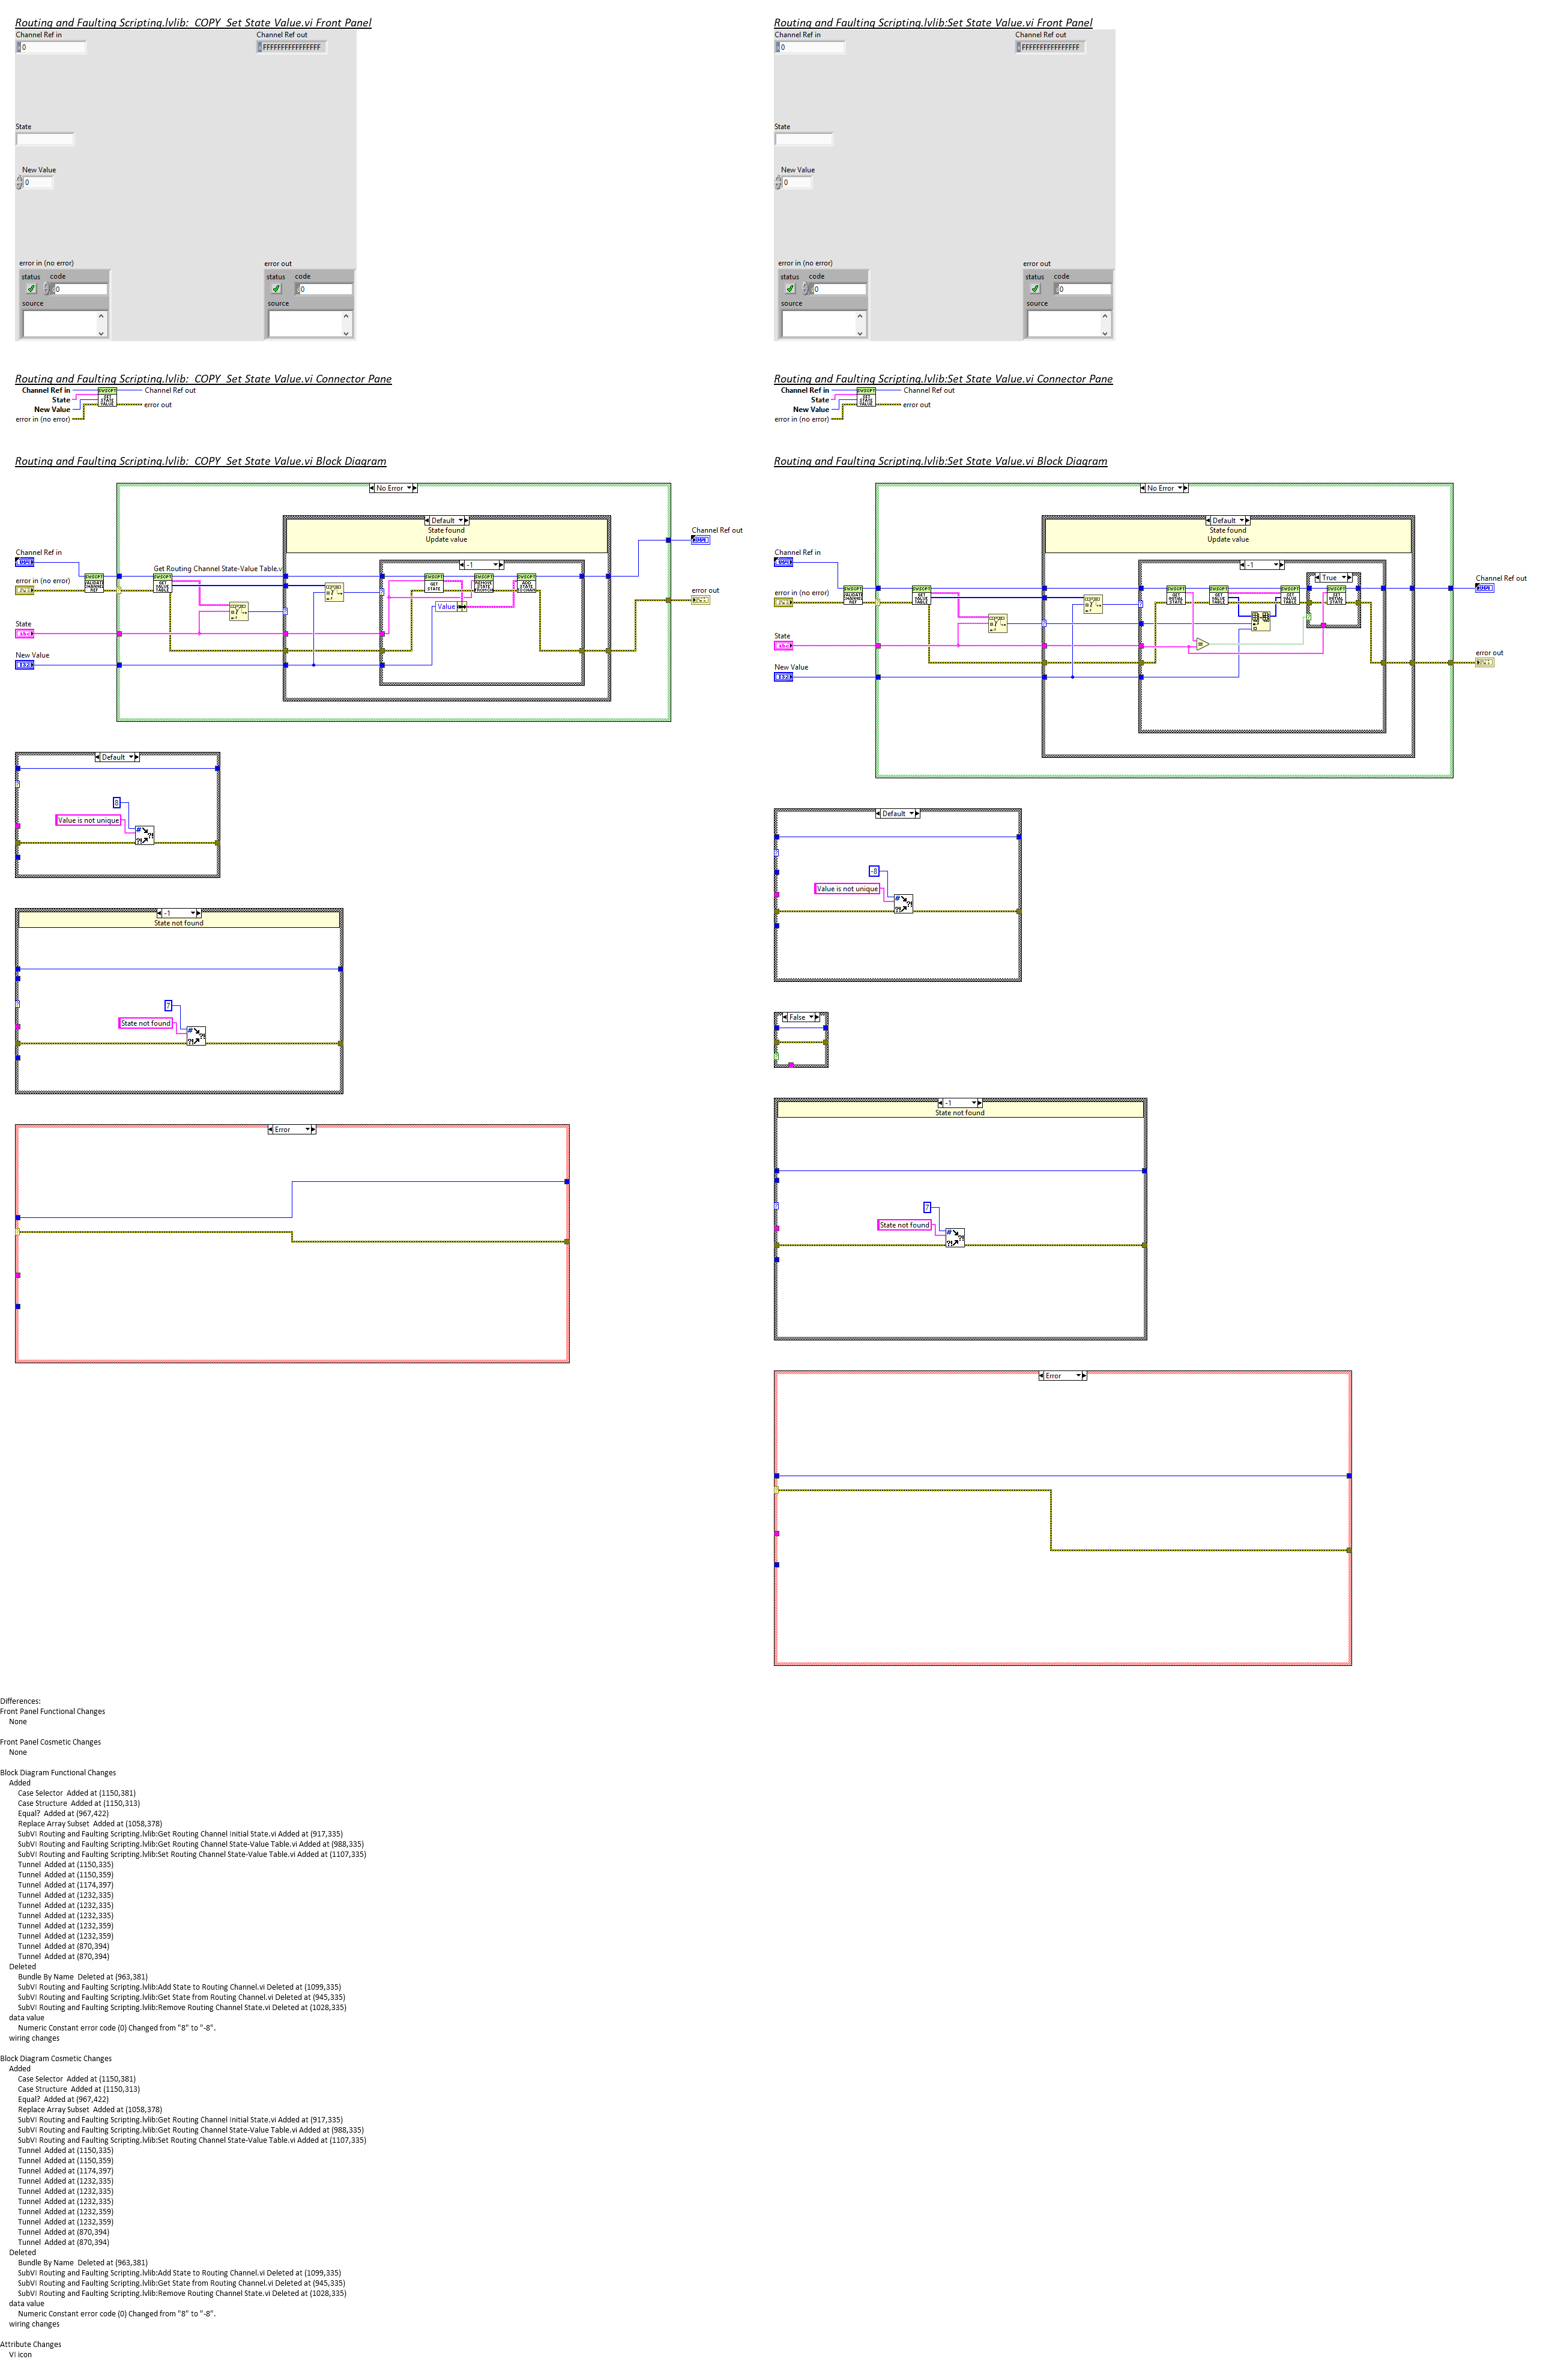 Routing and Faulting Scripting.lvlib:_COPY_Set State Value.vi Front Panel
Channel Ref in
0
Channel Ref out
FFFFFFFFFFFFFFFF
State
New Value
0
error in (no error)
status code
0
source
error out
status code
0
source
Routing and Faulting Scripting.lvlib:_COPY_Set State Value.vi Connector Pane
Channel Ref in
State
New Value
error in (no error)
Channel Ref out
error out
Routing and Faulting Scripting.lvlib:_COPY_Set State Value.vi Block Diagram
No Error
Default
State found
Update value
Channel Ref in
error in (no error)
State
New Value
Get Routing Channel State-Value Table.v
-1
Value
Channel Ref out
error out
Default
8
Value is not unique
-1
State not found
7
State not found
Error
Routing and Faulting Scripting.lvlib:Set State Value.vi Front Panel
Channel Ref in
0
Channel Ref out
FFFFFFFFFFFFFFFF
State
New Value
0
error in (no error)
status code
0
source
error out
status code
0
source
Routing and Faulting Scripting.lvlib:Set State Value.vi Connector Pane
Channel Ref in
State
New Value
error in (no error)
Channel Ref out
error out
Routing and Faulting Scripting.lvlib:Set State Value.vi Block Diagram
No Error
Default
State found
Update value
Channel Ref in
error in (no error)
State
New Value
-1
True
Channel Ref out
error out
Default
-8
Value is not unique
False
-1
State not found
7
State not found
Error
Differences:
Front Panel Functional Changes
None
Front Panel Cosmetic Changes
None
Block Diagram Functional Changes
Added
Case Selector Added at (1150,381)
Case Structure Added at (1150,313)
Equal? Added at (967,422)
Replace Array Subset Added at (1058,378)
SubVI Routing and Faulting Scripting.lvlib:Get Routing Channel Initial State.vi Added at (917,335)
SubVI Routing and Faulting Scripting.lvlib:Get Routing Channel State-Value Table.vi Added at (988,335)
SubVI Routing and Faulting Scripting.lvlib:Set Routing Channel State-Value Table.vi Added at (1107,335)
Tunnel Added at (1150,335)
Tunnel Added at (1150,359)
Tunnel Added at (1174,397)
Tunnel Added at (1232,335)
Tunnel Added at (1232,335)
Tunnel Added at (1232,335)
Tunnel Added at (1232,359)
Tunnel Added at (1232,359)
Tunnel Added at (870,394)
Tunnel Added at (870,394)
Deleted
Bundle By Name Deleted at (963,381)
SubVI Routing and Faulting Scripting.lvlib:Add State to Routing Channel.vi Deleted at (1099,335)
SubVI Routing and Faulting Scripting.lvlib:Get State from Routing Channel.vi Deleted at (945,335)
SubVI Routing and Faulting Scripting.lvlib:Remove Routing Channel State.vi Deleted at (1028,335)
data value
Numeric Constant error code (0) Changed from "8" to "-8".
wiring changes
Block Diagram Cosmetic Changes
Added
Case Selector Added at (1150,381)
Case Structure Added at (1150,313)
Equal? Added at (967,422)
Replace Array Subset Added at (1058,378)
SubVI Routing and Faulting Scripting.lvlib:Get Routing Channel Initial State.vi Added at (917,335)
SubVI Routing and Faulting Scripting.lvlib:Get Routing Channel State-Value Table.vi Added at (988,335)
SubVI Routing and Faulting Scripting.lvlib:Set Routing Channel State-Value Table.vi Added at (1107,335)
Tunnel Added at (1150,335)
Tunnel Added at (1150,359)
Tunnel Added at (1174,397)
Tunnel Added at (1232,335)
Tunnel Added at (1232,335)
Tunnel Added at (1232,335)
Tunnel Added at (1232,359)
Tunnel Added at (1232,359)
Tunnel Added at (870,394)
Tunnel Added at (870,394)
Deleted
Bundle By Name Deleted at (963,381)
SubVI Routing and Faulting Scripting.lvlib:Add State to Routing Channel.vi Deleted at (1099,335)
SubVI Routing and Faulting Scripting.lvlib:Get State from Routing Channel.vi Deleted at (945,335)
SubVI Routing and Faulting Scripting.lvlib:Remove Routing Channel State.vi Deleted at (1028,335)
data value
Numeric Constant error code (0) Changed from "8" to "-8".
wiring changes
Attribute Changes
VI icon